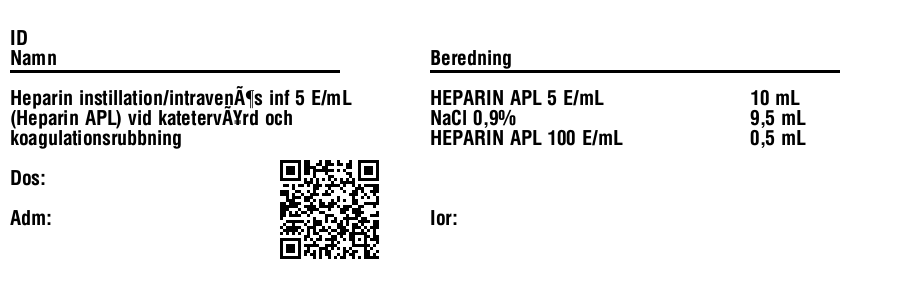 ID
Namn
Heparin instillation/intravenÃ¶s inf 5 E/mL
(Heparin APL) vid katetervÃ¥rd och
koagulationsrubbning
Dos:
Adm:
Beredning
HEPARIN APL 5 E/mL 10 mL
NaCl 0,9% 9,5 mL
HEPARIN APL 100 E/mL 0,5 mL
Ior: